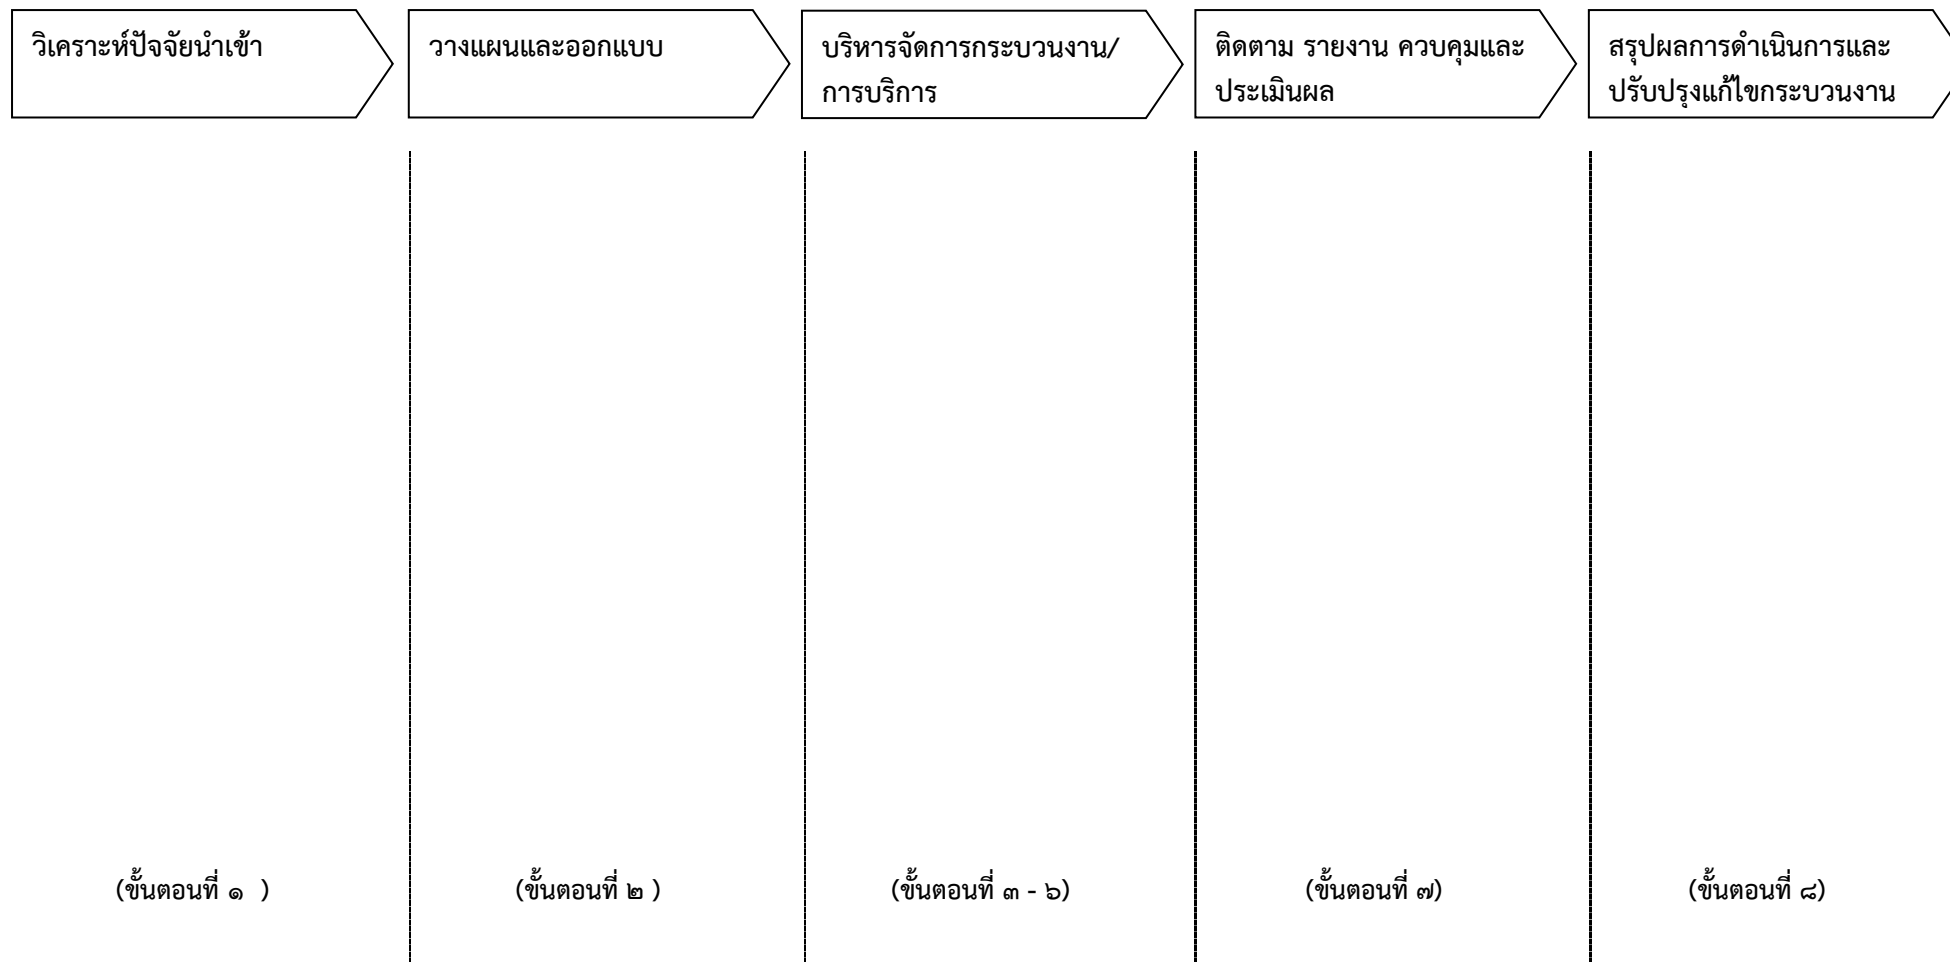 วิเคราะห์ปัจจัยนำเข้า
วางแผนและออกแบบ
บริหารจัดการกระบวนงาน/
การบริการ
ติดตาม รายงาน ควบคุมและ
ประเมินผล
สรุปผลการดำเนินการและ
ปรับปรุงแก้ไขกระบวนงาน
(ขั้นตอนที่ ๑ )
(ขั้นตอนที่ ๒ )
(ขั้นตอนที่ ๓ - ๖)
(ขั้นตอนที่ ๗)
(ขั้นตอนที่ ๘)